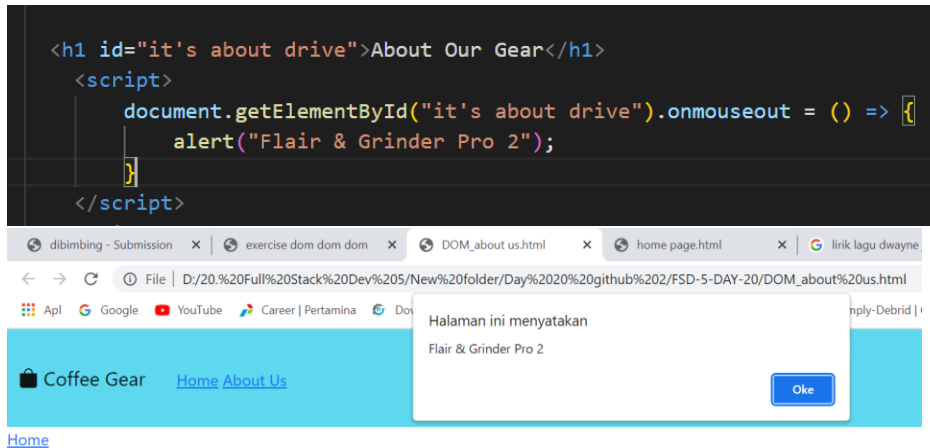 <h1 id="it's about drive">About Our Gear</h1>
<script>
document.getElementById("it's about drive").onmouseout = () => {
alert("Flair & Grinder Pro 2");
}
</script>
dibimbing - Submission
exercise dom dom dom
DOM_about us.html
home page.html
lirik lagu dwayne
File | D:/20.%20Full%20Stack%20Dev%205/New%20folder/Day%2020%20github%202/FSD-5-DAY-20/DOM_about%20us.html
Apl Google YouTube Career | Pertamina Do mply-Debrid |
Halaman ini menyatakan
Flair & Grinder Pro 2
Oke
Coffee Gear Home About Us
Home